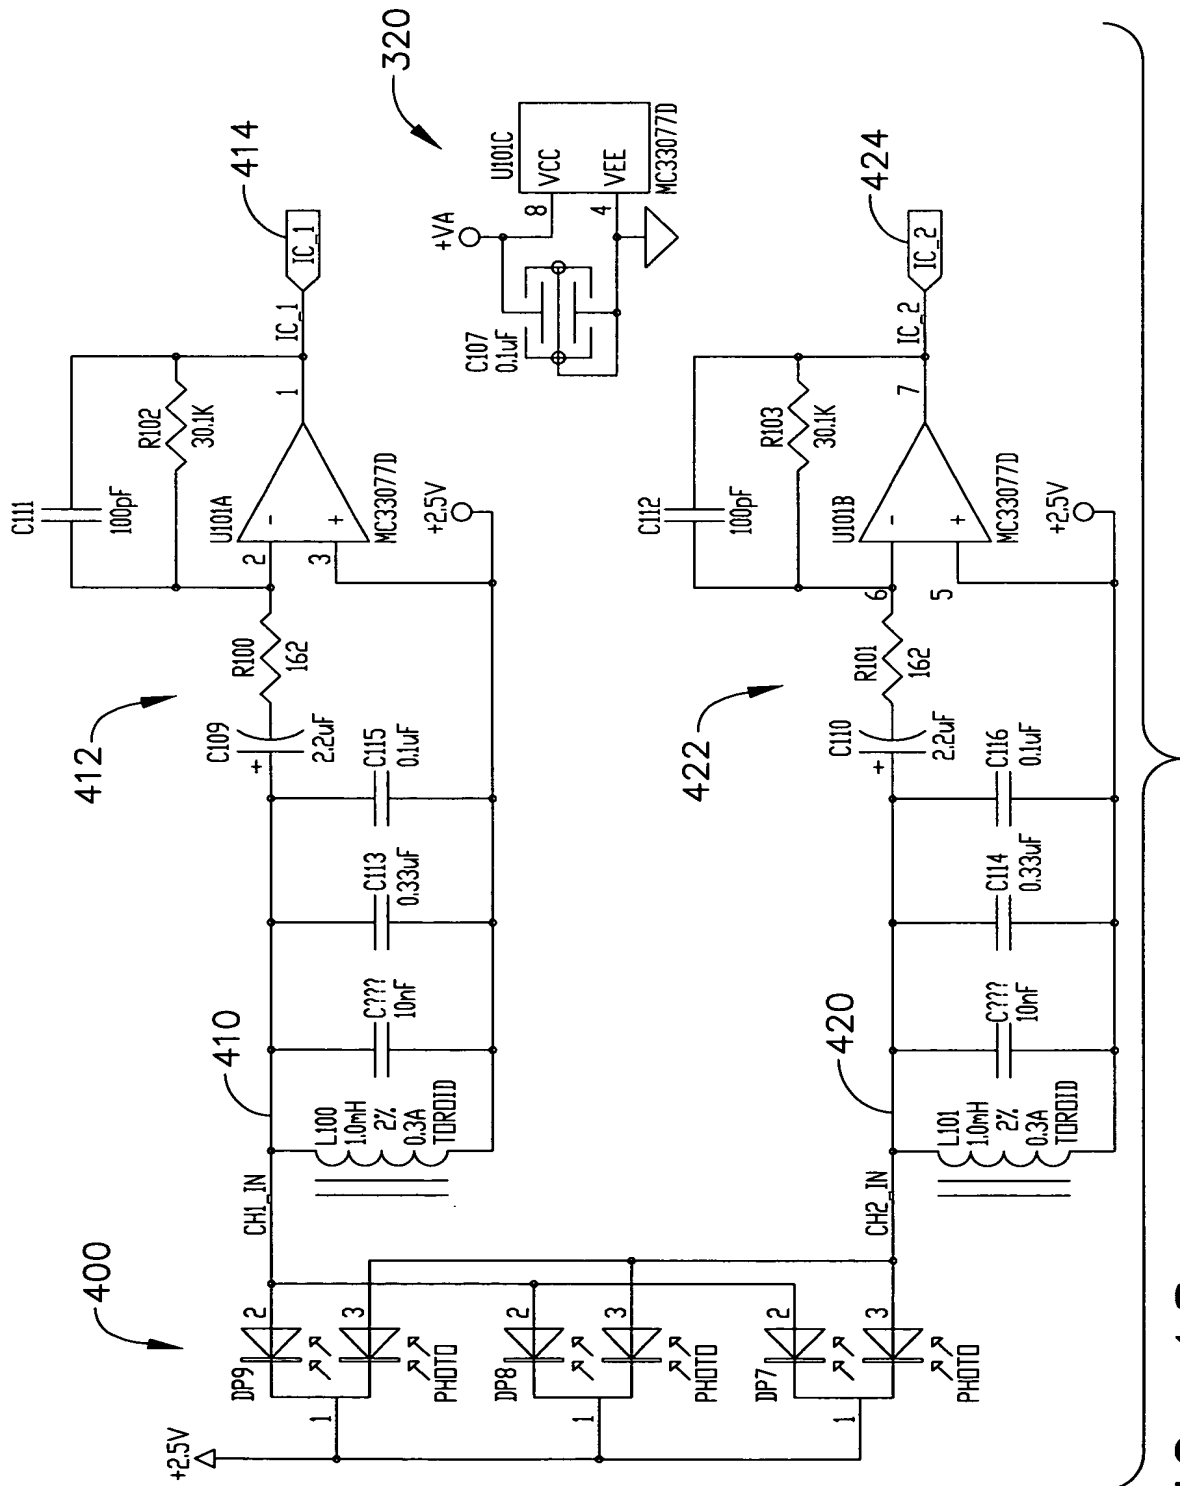 400
+2.5V
DP9
1
2
3
PHOTO
DP8
1
2
3
PHOTO
DP7
1
2
3
PHOTO
CH1_IN
410
L100
1.0mH
2%
0.3A
TOROID
C???
10nF
C113
0.33uF
C115
0.1uF
412
C109
+
2.2uF
R100
162
C111
100pF
R102
30.1K
2
3
U101A
-
+
MC33077D
1
+2.5V
IC_1
IC_1
414
320
+VA
C107
0.1uF
8
4
U101C
VCC
VEE
MC33077D
CH2_IN
420
L101
1.0mH
2%
0.3A
TOROID
C???
10nF
C114
0.33uF
C116
0.1uF
422
C110
+
2.2uF
R101
162
C112
100pF
R103
30.1K
6
5
U101B
-
+
MC33077D
7
+2.5V
IC_2
IC_2
424